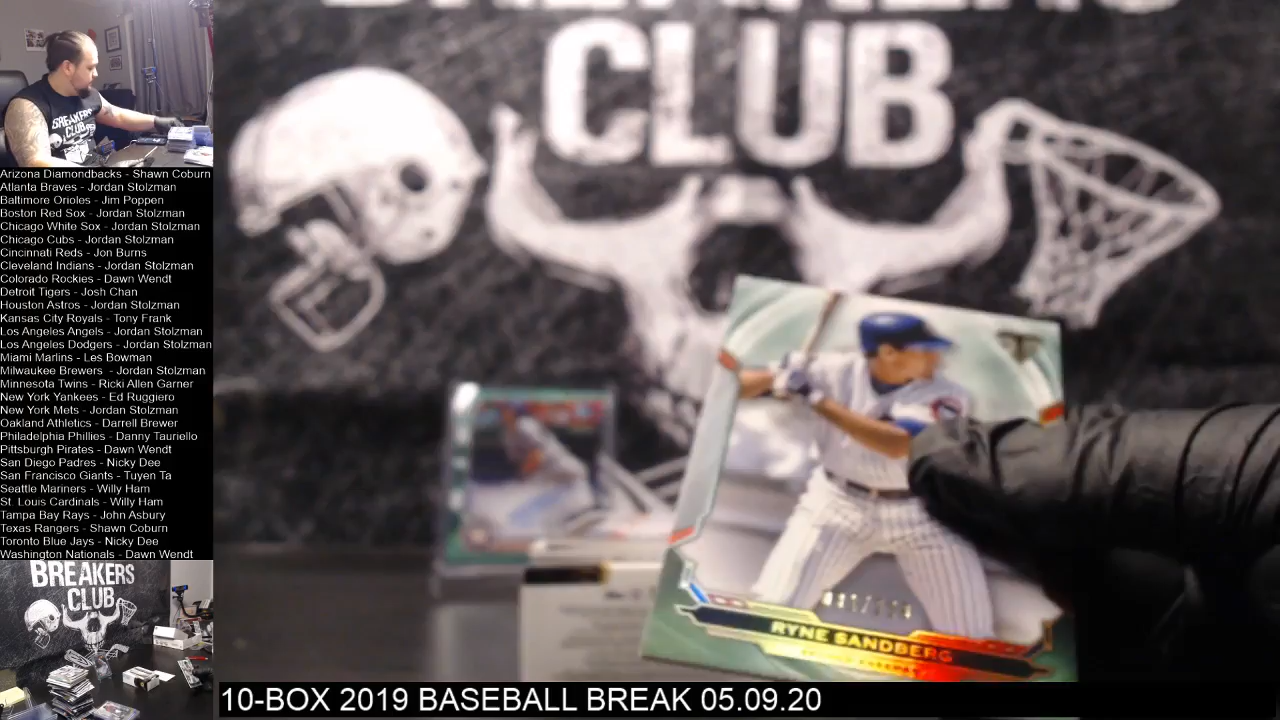 BREAKERS
CLUB
Arizona Diamondbacks - Shawn Coburn
Atlanta Braves - Jordan Stolzman
Baltimore Orioles - Jim Poppen
Boston Red Sox - Jordan Stolzman
Chicago White Sox - Jordan Stolzman
Chicago Cubs - Jordan Stolzman
Cincinnati Reds - Jon Burns
Cleveland Indians - Jordan Stolzman
Colorado Rockies - Dawn Wendt
Detroit Tigers - Josh Chan
Houston Astros - Jordan Stolzman
Kansas City Royals - Tony Frank
Los Angeles Angels - Jordan Stolzman
Los Angeles Dodgers - Jordan Stolzman
Miami Marlins - Les Bowman
Milwaukee Brewers - Jordan Stolzman
Minnesota Twins - Ricki Allen Garner
New York Yankees - Ed Ruggiero
New York Mets - Jordan Stolzman
Oakland Athletics - Darrell Brewer
Philadelphia Phillies - Danny Tauriello
Pittsburgh Pirates - Dawn Wendt
San Diego Padres - Nicky Dee
San Francisco Giants - Tuyen Ta
Seattle Mariners - Willy Ham
St. Louis Cardinals - Willy Ham
Tampa Bay Rays - John Asbury
Texas Rangers - Shawn Coburn
Toronto Blue Jays - Nicky Dee
Washington Nationals - Dawn Wendt
BREAKERS
CLUB
BREAKERS
CLUB
RYNE SANDBERG
10-BOX 2019 BASEBALL BREAK 05.09.20